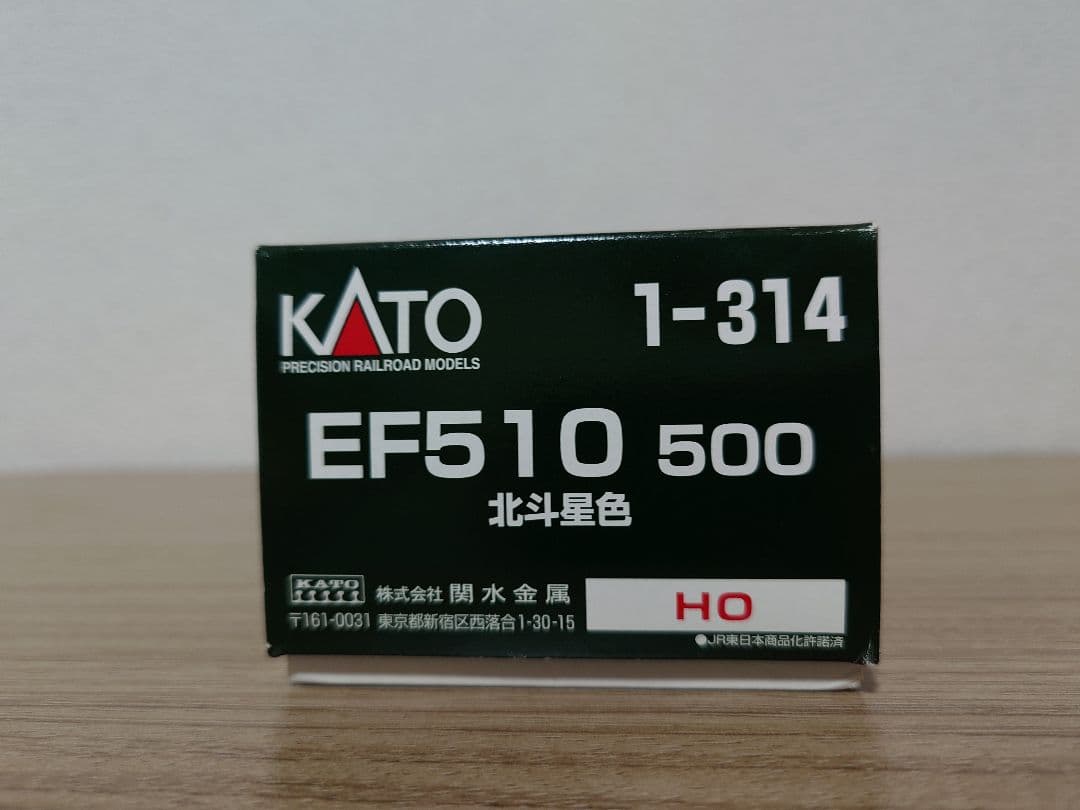 KATO 1-314
PRECISION RAILROAD MODELS
EF510 500
北斗星色
KATO 株式会社 関水金属
〒161-0031 東京都新宿区西落合1-30-15
HO
●JR東日本商品化許諾済